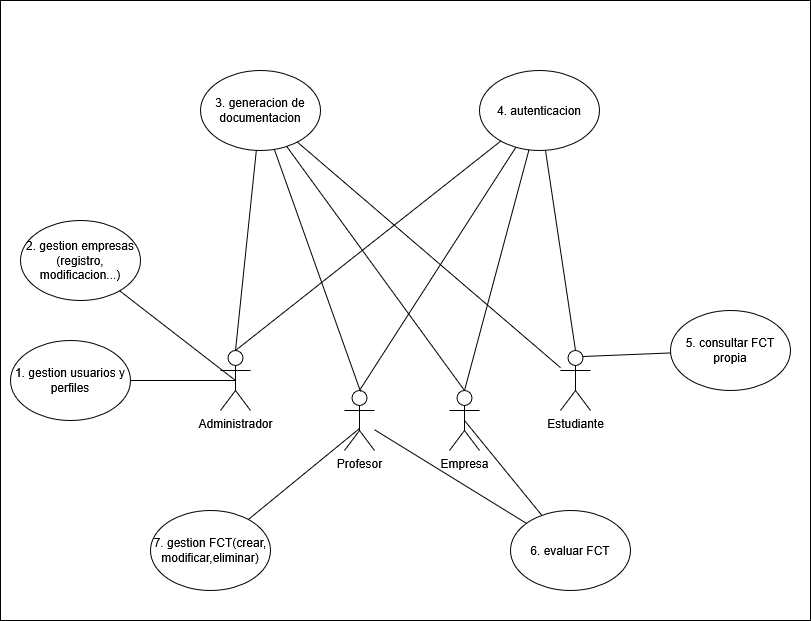 3. generacion de
documentacion
4. autenticacion
2. gestion empresas
(registro,
modificacion...)
1. gestion usuarios y
perfiles
5. consultar FCT
propia
Administrador
Estudiante
Profesor
Empresa
7. gestion FCT(crear,
modificar,eliminar)
6. evaluar FCT